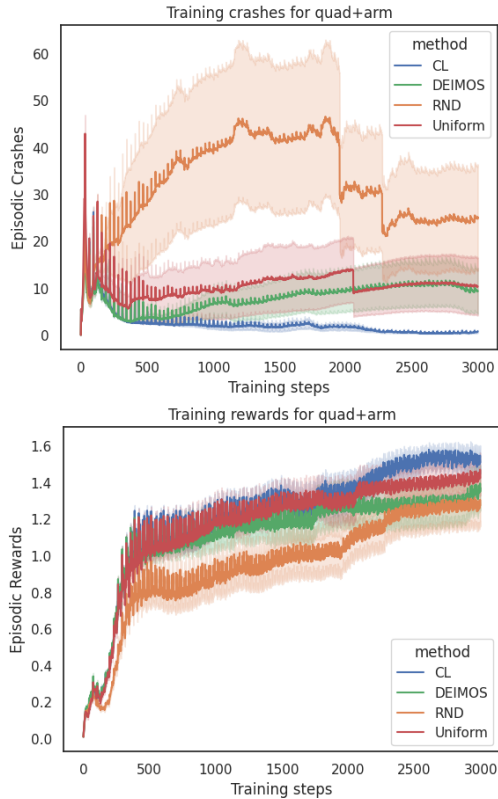 Training crashes for quad+arm
method
CL
DEIMOS
RND
Uniform
Episodic Crashes
60
50
40
30
20
10
0
0 500 1000 1500 2000 2500 3000
Training steps
Training rewards for quad+arm
Episodic Rewards
1.6
1.4
1.2
1.0
0.8
0.6
0.4
0.2
0.0
method
CL
DEIMOS
RND
Uniform
0 500 1000 1500 2000 2500 3000
Training steps